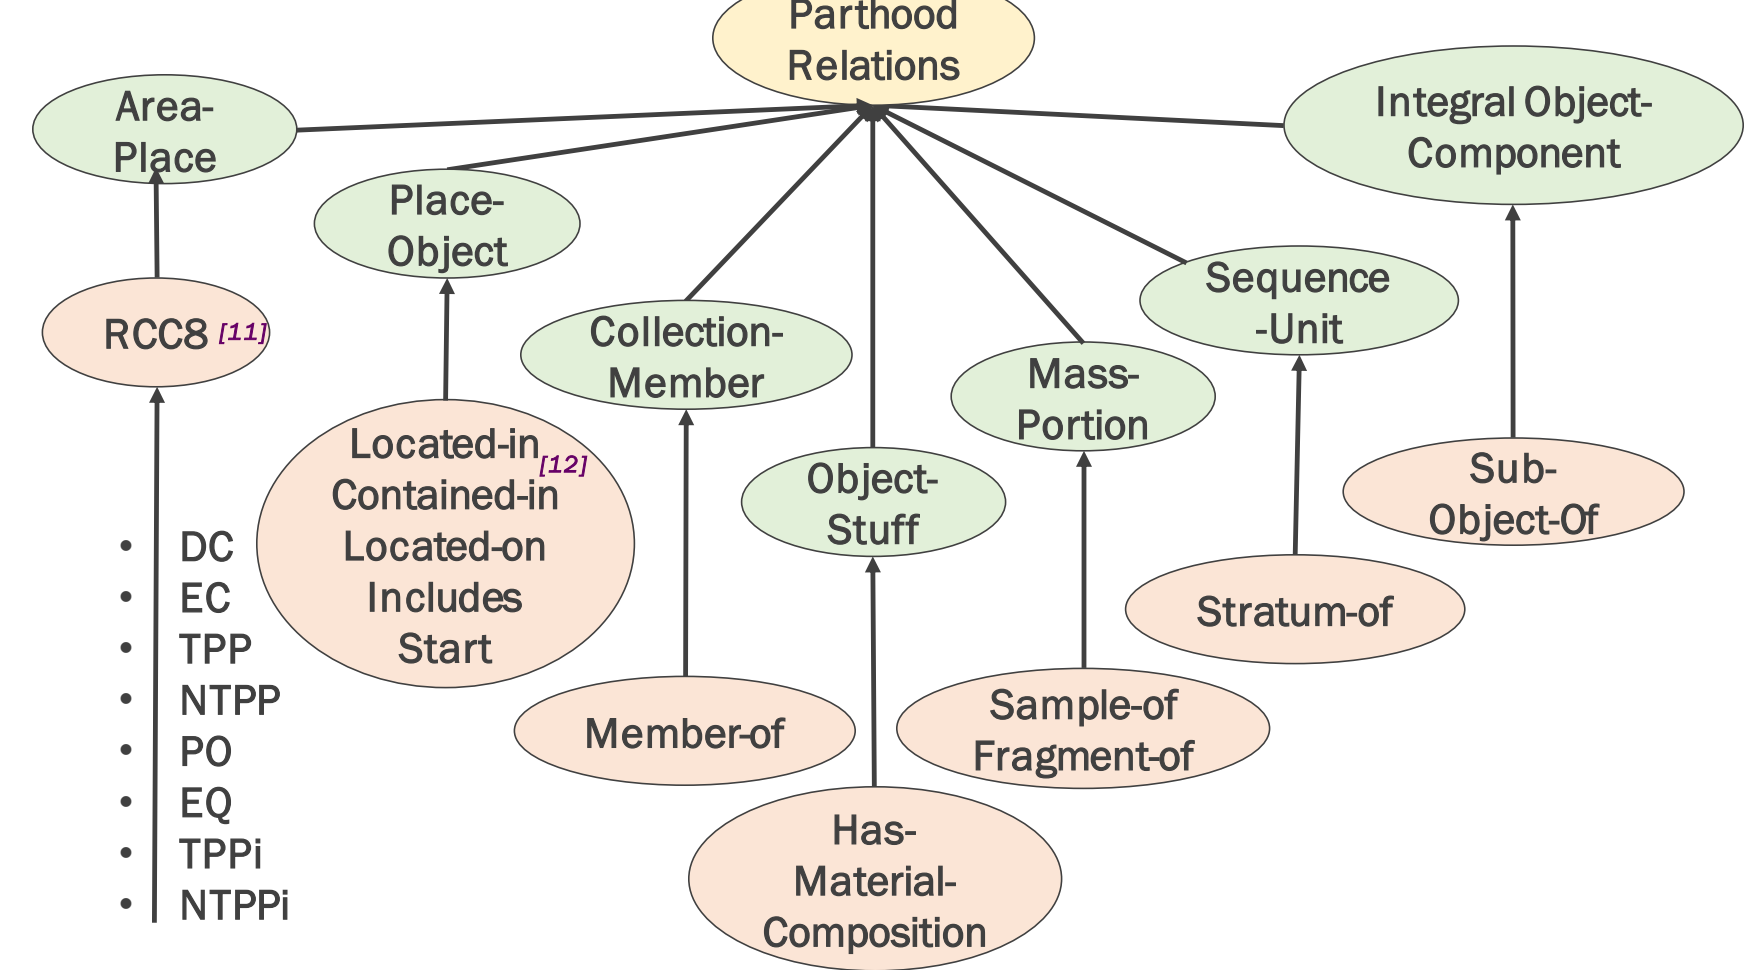 Parthood
Relations
Area-
Place
Integral Object-
Component
Place-
Object
Sequence
-Unit
RCC8 [11]
Collection-
Member
Mass-
Portion
Located-in [12]
Contained-in
Located-on
Includes
Start
Object-
Stuff
Sub-
Object-Of
• DC
• EC
• TPP
• NTPP
• PO
• EQ
• TPPi
• NTPPi
Stratum-of
Member-of
Sample-of
Fragment-of
Has-
Material-
Composition